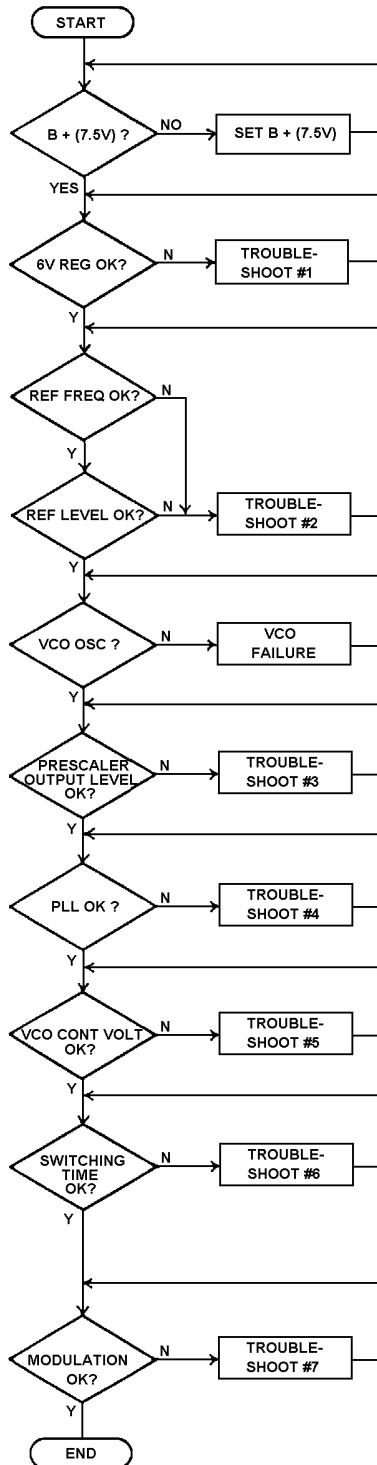 START
B + (7.5V) ?
NO
SET B + (7.5V)
YES
6V REG OK?
N
TROUBLE-
SHOOT #1
Y
REF FREQ OK?
N
Y
REF LEVEL OK?
N
TROUBLE-
SHOOT #2
Y
VCO OSC ?
N
VCO
FAILURE
Y
PRESCALER
OUTPUT LEVEL
OK?
N
TROUBLE-
SHOOT #3
Y
PLL OK ?
N
TROUBLE-
SHOOT #4
Y
VCO CONT VOLT
OK?
N
TROUBLE-
SHOOT #5
Y
SWITCHING
TIME
OK?
N
TROUBLE-
SHOOT #6
Y
MODULATION
OK?
N
TROUBLE-
SHOOT #7
Y
END